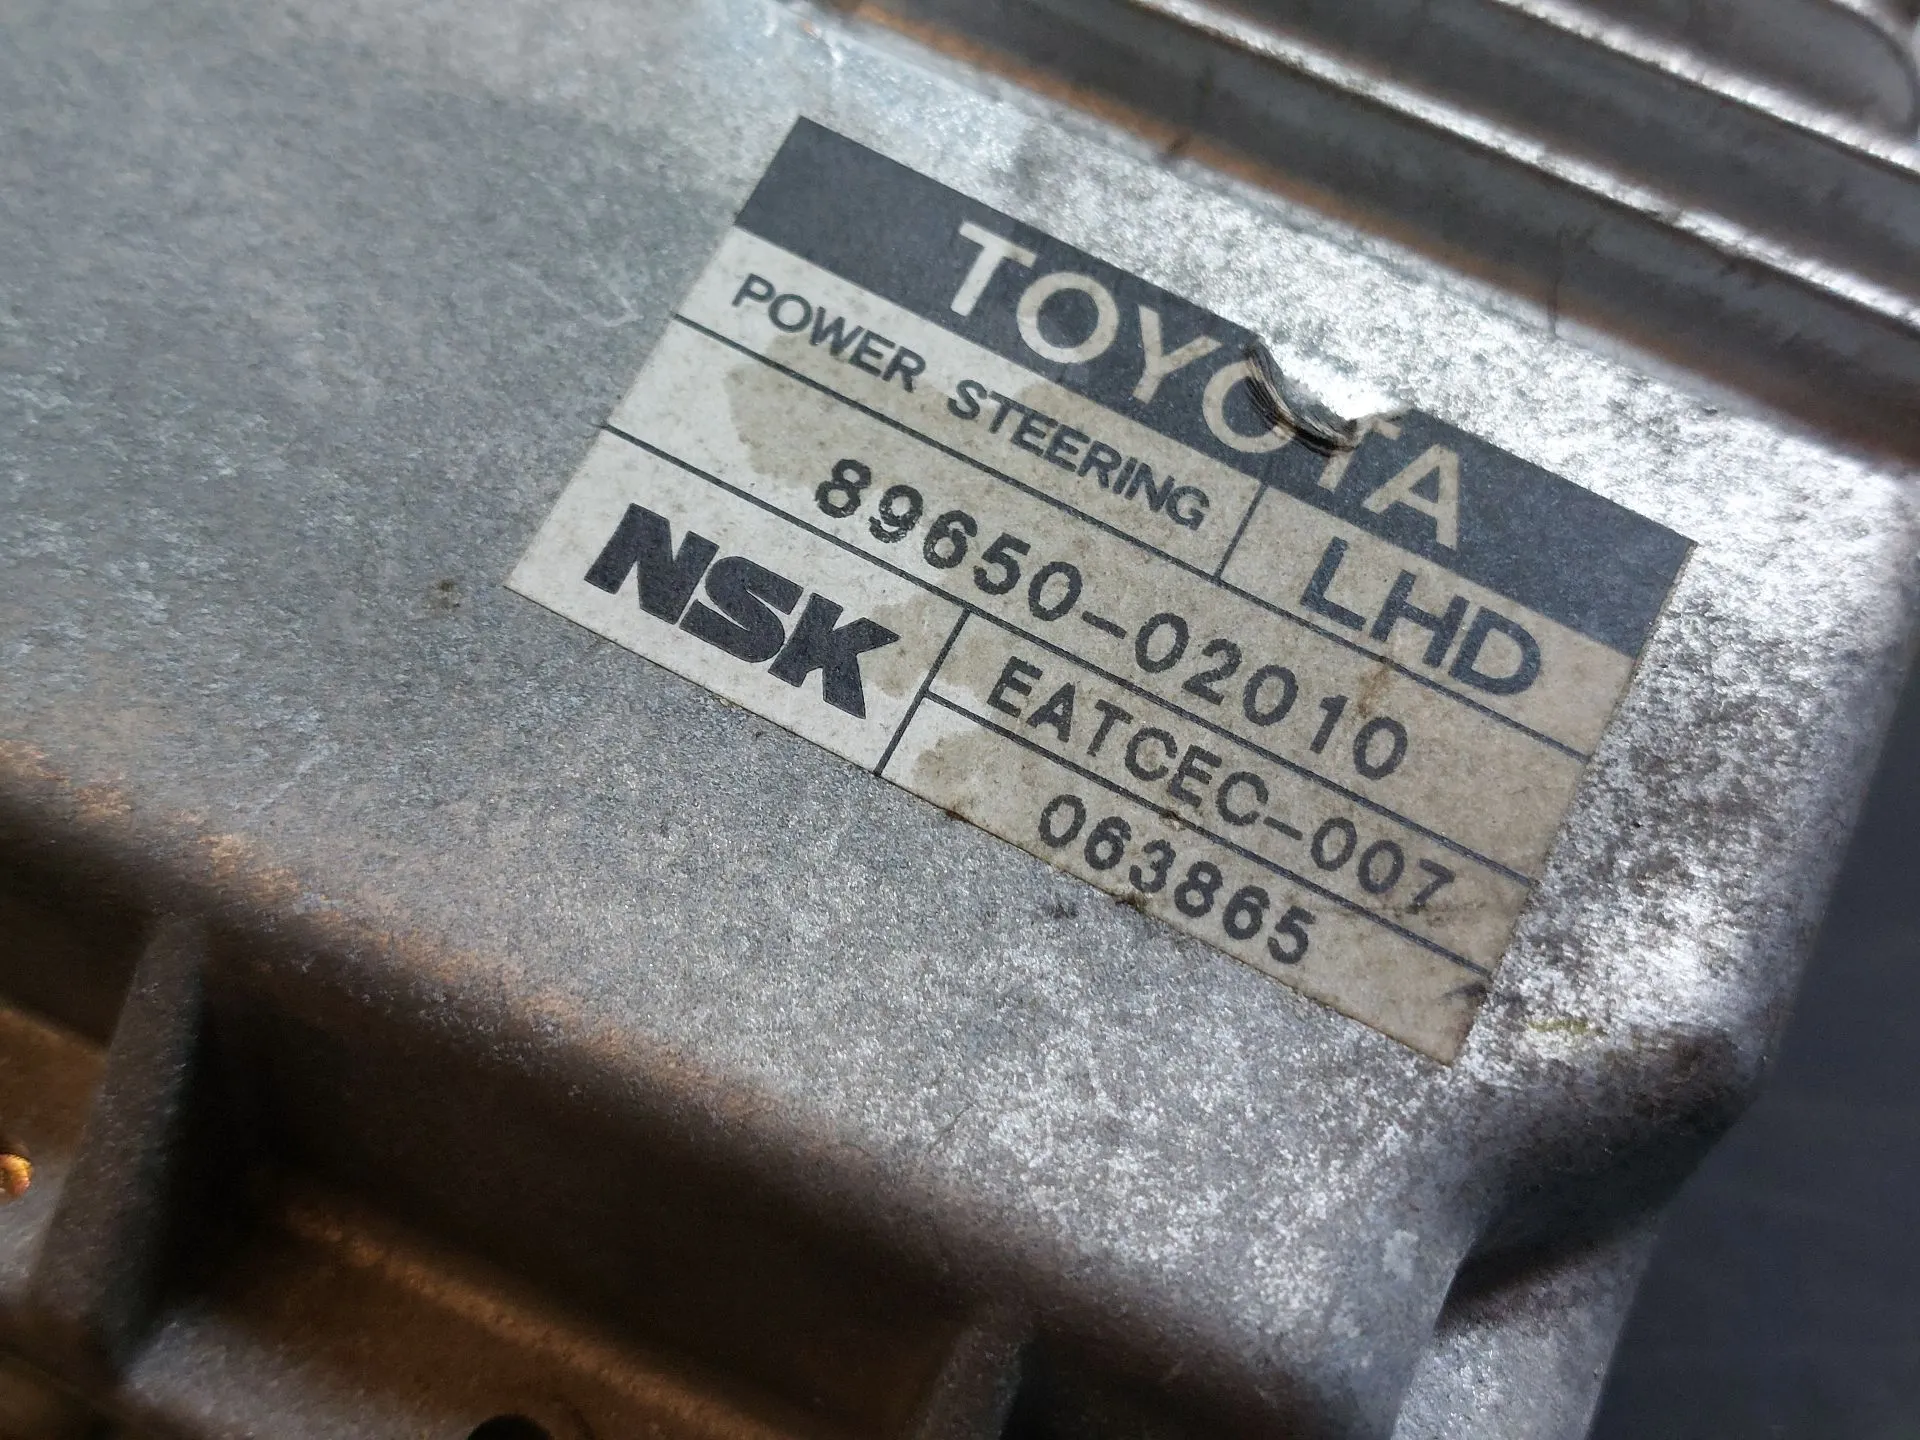 TOYOTA
POWER STEERING LHD
89650-02010
NSK EATCEC-007
063865